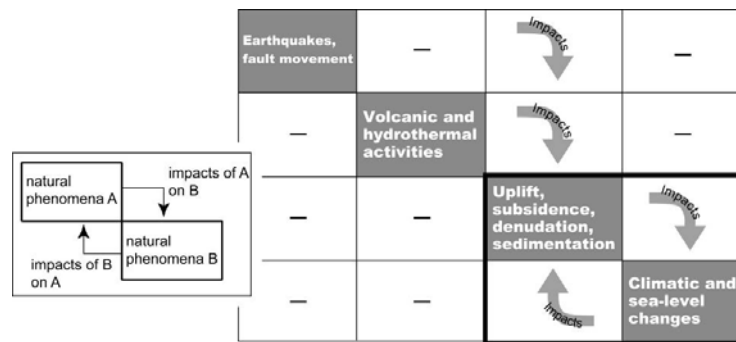 Earthquakes,
fault movement
—
Impacts
—
—
Volcanic and
hydrothermal
activities
Impacts
—
natural
phenomena A
impacts of A
on B
impacts of B
on A
natural
phenomena B
—
—
Uplift,
subsidence,
denudation,
sedimentation
Impacts
—
—
Impacts
Climatic and
sea-level
changes